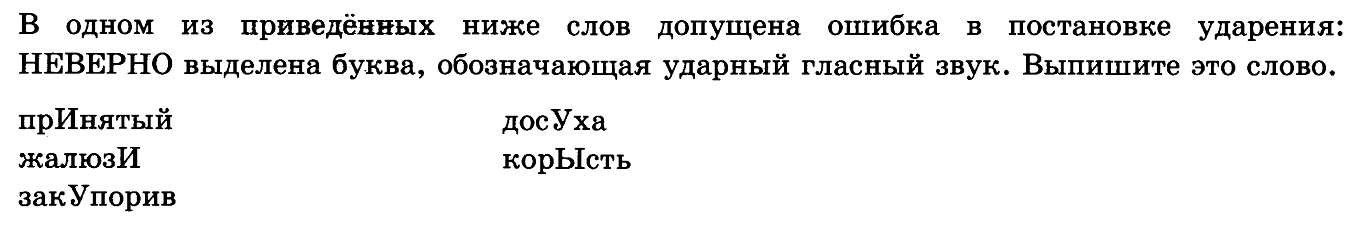 В одном из приведённых ниже слов допущена ошибка в постановке ударения:
НЕВЕРНО выделена буква, обозначающая ударный гласный звук. Выпишите это слово.
прИнятый досУха
жалюзИ корЫсть
закУпорив